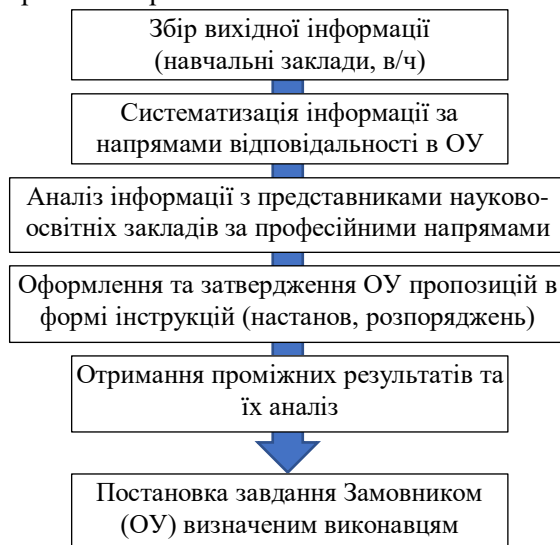 Збір вихідної інформації
(навчальні заклади, в/ч)
Систематизація інформації за
напрямами відповідальності в ОУ
Аналіз інформації з представниками науково-
освітніх закладів за професійними напрямами
Оформлення та затвердження ОУ пропозицій в
формі інструкцій (настанов, розпоряджень)
Отримання проміжних результатів та
їх аналіз
Постановка завдання Замовником
(ОУ) визначеним виконавцям